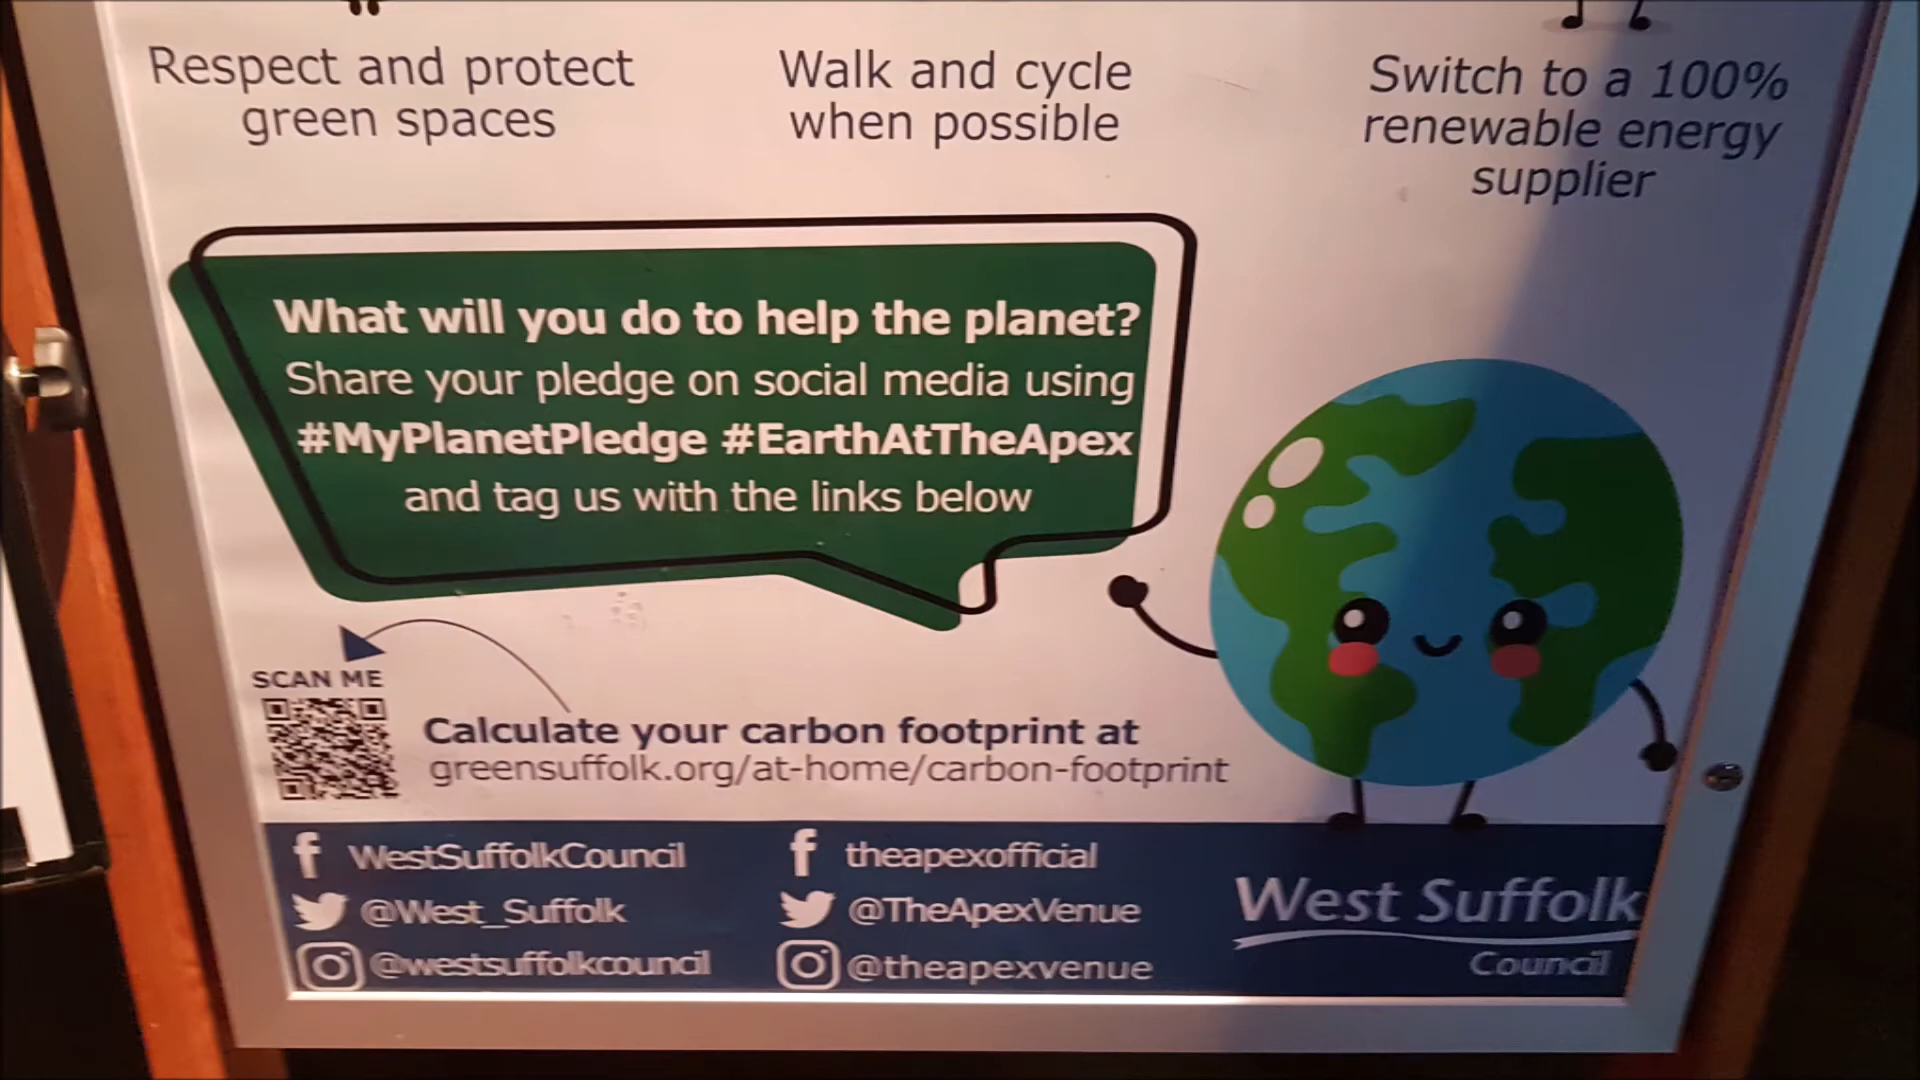 Respect and protect
green spaces
Walk and cycle
when possible
Switch to a 100%
renewable energy
supplier
What will you do to help the planet?
Share your pledge on social media using
#MyPlanetPledge #EarthAtTheApex
and tag us with the links below
SCAN ME
Calculate your carbon footprint at
greensuffolk.org/at-home/carbon-footprint
WestSuffolkCouncil
@West_Suffolk
@westsuffolkcouncil
theapexofficial
@TheApexVenue
@theapexvenue
West Suffolk
Council